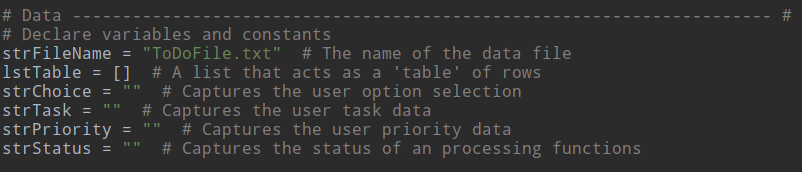 # Data ---------------------------------------------------------------------- #
# Declare variables and constants
strFileName = "ToDoFile.txt"  # The name of the data file
lstTable = []  # A list that acts as a 'table' of rows
strChoice = ""  # Captures the user option selection
strTask = ""  # Captures the user task data
strPriority = ""  # Captures the user priority data
strStatus = ""  # Captures the status of an processing functions